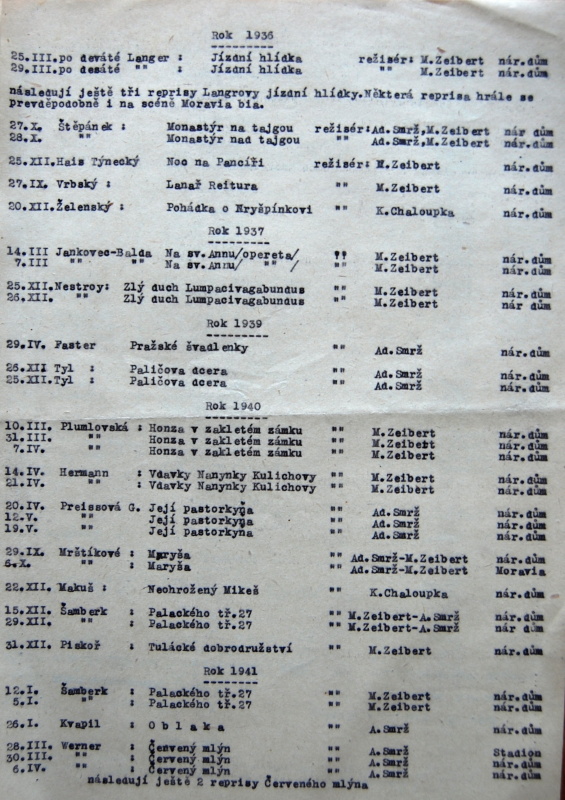 Rok 1936
25.III. po deváté Langer : Jízdní hlídka režisér: M.Zeibert nár.dům
29.III. po desáté "" : Jízdní hlídka "" M.Zeibert nár.dům
následují ještě tři reprisy Langrovy jízdní hlídky.Některá reprisa hrále se
prevděpodobně i na scéně Moravia bia.
27.X. Štěpánek : Monastýr na tajgou režisér: Ad.Smrž,M.Zeibert nár dům
28.X. "" Monastýr nad tajgou Ad.Smrž,M.Zeibert nár.dům
25.XII. Hais Týnecký Noc na Pancíři režisér: M.Zeibert nár.dům
27.IX. Vrbský : Lanař Reitura "" M.Zeibert nár.dům
20.XII. Želenský : Pohádka o Nryšpínkovi "" K.Chaloupka nár.dům
Rok 1937
14.III Jankovec-Balda Na sv.Annu/opereta/ !! M.Zeibert nár.dům
7.III "" "" Na sv.Annu/ "" / M.Zeibert nár.dům
25.XII. Nestroy: Zlý duch Lumpacivagabundus "" M.Zeibert nár.dům
26.XII. "" Zlý duch Lumpacivagabundus "" M.Zeibert nár.dům
Rok 1939
29.IV. Faster Pražské švadlenky "" Ad.Smrž nár.dům
26.XII Tyl : Paličova dcera "" Ad.Smrž nár.dům
25.XII. Tyl : Paličova dcera "" Ad.Smrž nár.dům
Rok 1940
10.III. Plumlovská : Honza v zakletém zámku "" M.Zeibert nár.dům
31.III. "" Honza v zakletém zámku "" M.Zeibert nár.dům
7.IV. "" Honza v zakletém zámku "" M.Zeibert nár.dům
14.IV. Hermann : Vdavky Nanynky Kulichovy "" M.Zeibert nár.dům
21.IV. "" : Vdavky Nanynky Kulichovy "" M.Zeibert nár.dům
20.IV. Preissová G. Její pastorkyňa "" Ad.Smrž nár.dům
12.V. "" : Její pastorkyna "" Ad.Smrž nár.dům
19.V. "" Její pastorkyna "" Ad.Smrž nár.dům
29.IX. Mrštíkové : Maryša "" Ad.Smrž-M.Zeibert nár.dům
6.X. "" : Maryša "" Ad.Smrž-M.Zeibert Moravia
22.XII. Makuš : Neohrožený Mikeš "" K.Chaloupka nár.dům
15.XII. Šamberk : Palackého tř.27 "" M.Zeibert-A.Smrž nár.dům
29.XII. "" : Palackého tř.27 "" M.Zeibert-A.Smrž nár.dům
31.XII. Piskoř : Tulácké dobrodružství "" M.Zeibert nár.dům
Rok 1941
12.I. Šamberk : Palackého tř.27 "" M.Zeibert nár.dům
5.I. "" : Palackého tř.27 "" M.Zeibert nár.dům
26.I. Kvapil : O b l a k a "" A.Smrž nár.dům
28.III. Werner : Červený mlýn "" A.Smrž Stadion
30.III. "" : Červený mlýn "" A.Smrž nár.dům
6.IV. "" : Červený mlýn "" A.Smrž nár.dům
následují ještě 2 reprisy Červeného mlýna